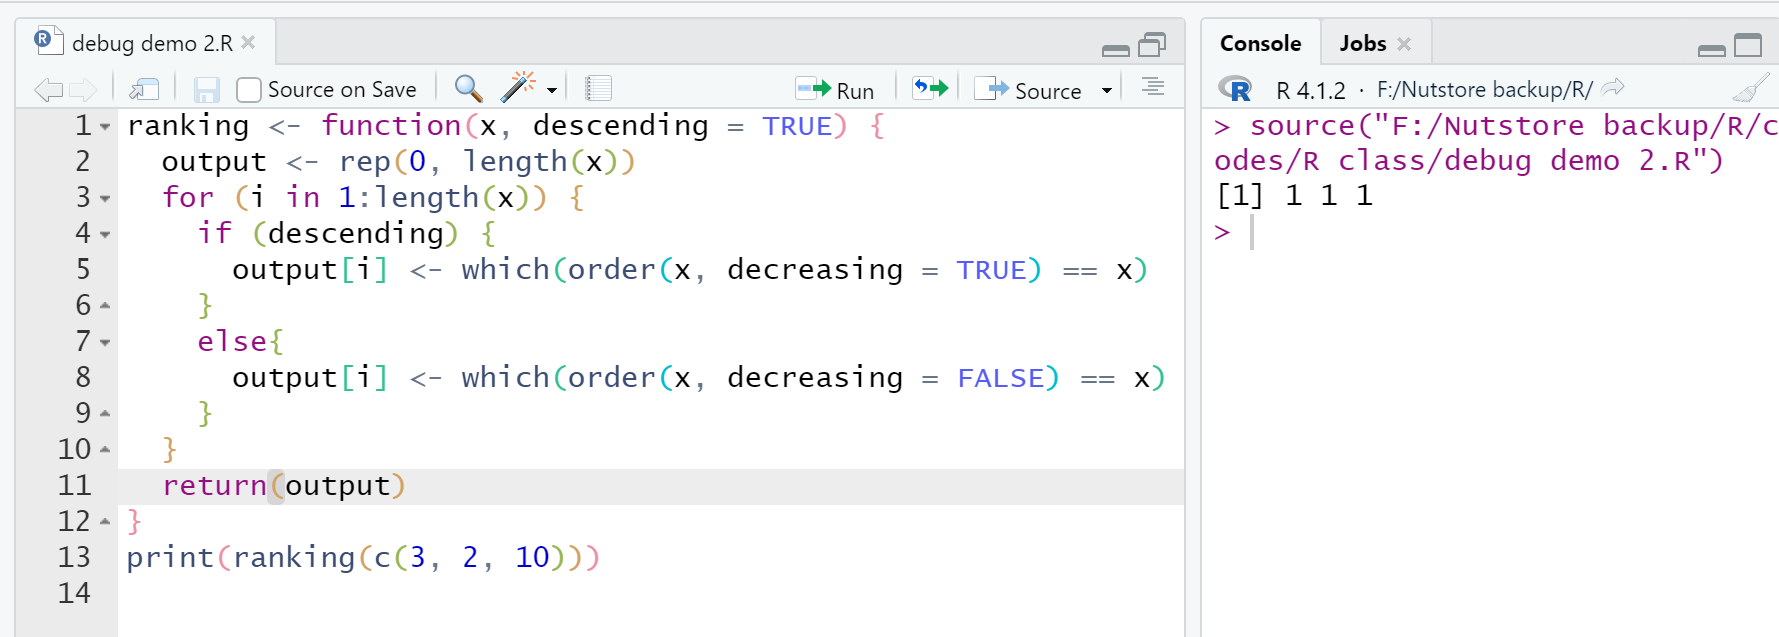 debug demo 2.R
Source on Save
Run
Source
1 ranking <- function(x, descending = TRUE) {
2   output <- rep(0, length(x))
3   for (i in 1:length(x)) {
4     if (descending) {
5       output[i] <- which(order(x, decreasing = TRUE) == x)
6     }
7     else{
8       output[i] <- which(order(x, decreasing = FALSE) == x)
9     }
10   }
11   return(output)
12 }
13 print(ranking(c(3, 2, 10)))
14
Console
Jobs
R 4.1.2 · F:/Nutstore backup/R/
> source("F:/Nutstore backup/R/c
odes/R class/debug demo 2.R")
[1] 1 1 1
>